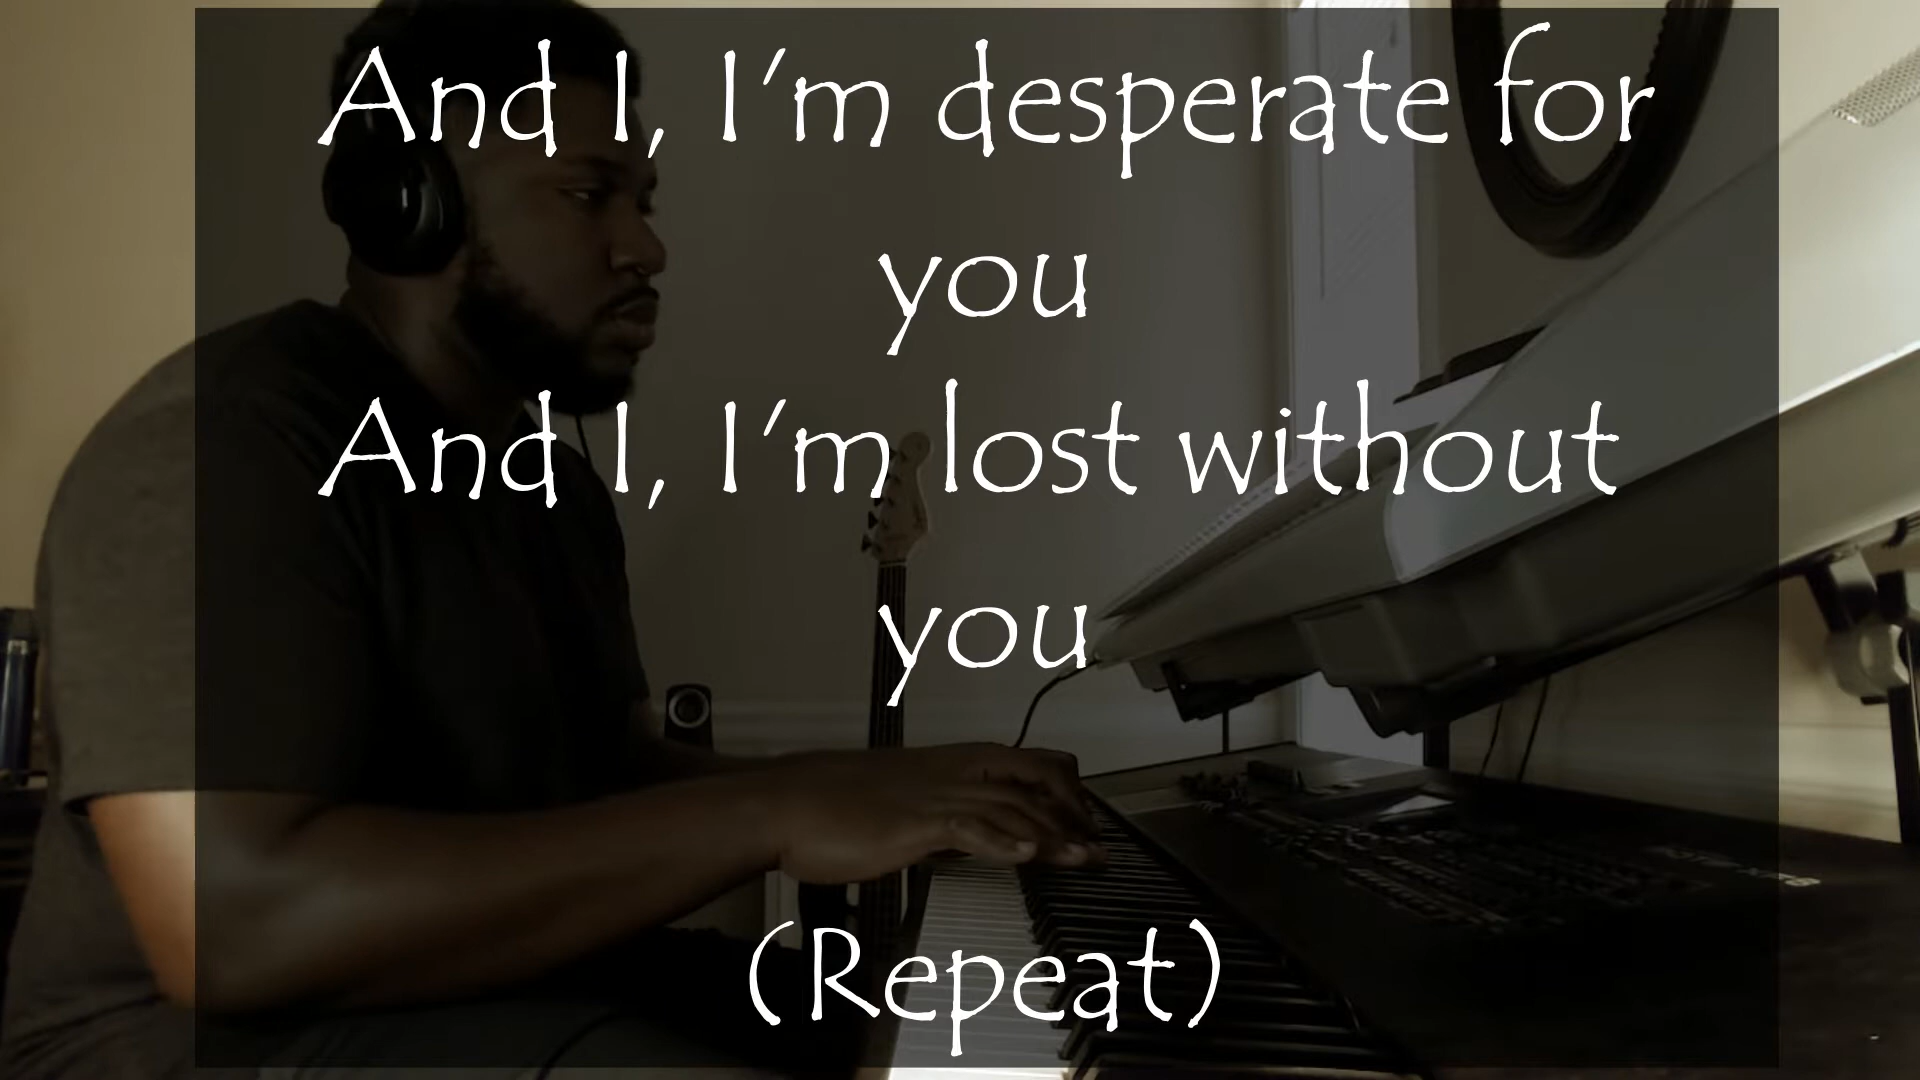 And I, I'm desperate for
you
And I, I'm lost without
you
(Repeat)